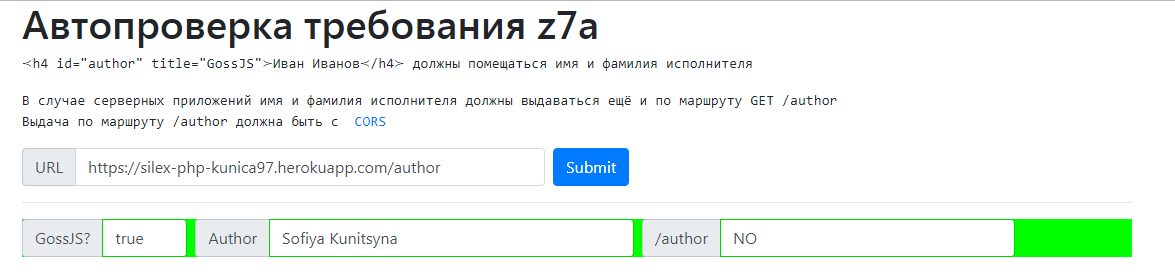 Автопроверка требования z7a
<h4 id="author" title="GossJS">Иван Иванов</h4> должны помещаться имя и фамилия исполнителя
В случае серверных приложений имя и фамилия исполнителя должны выдаваться ещё и по маршруту GET /author
Выдача по маршруту /author должна быть с CORS
URL https://silex-php-kunica97.herokuapp.com/author Submit
GossJS? true Author Sofiya Kunitsyna /author NO